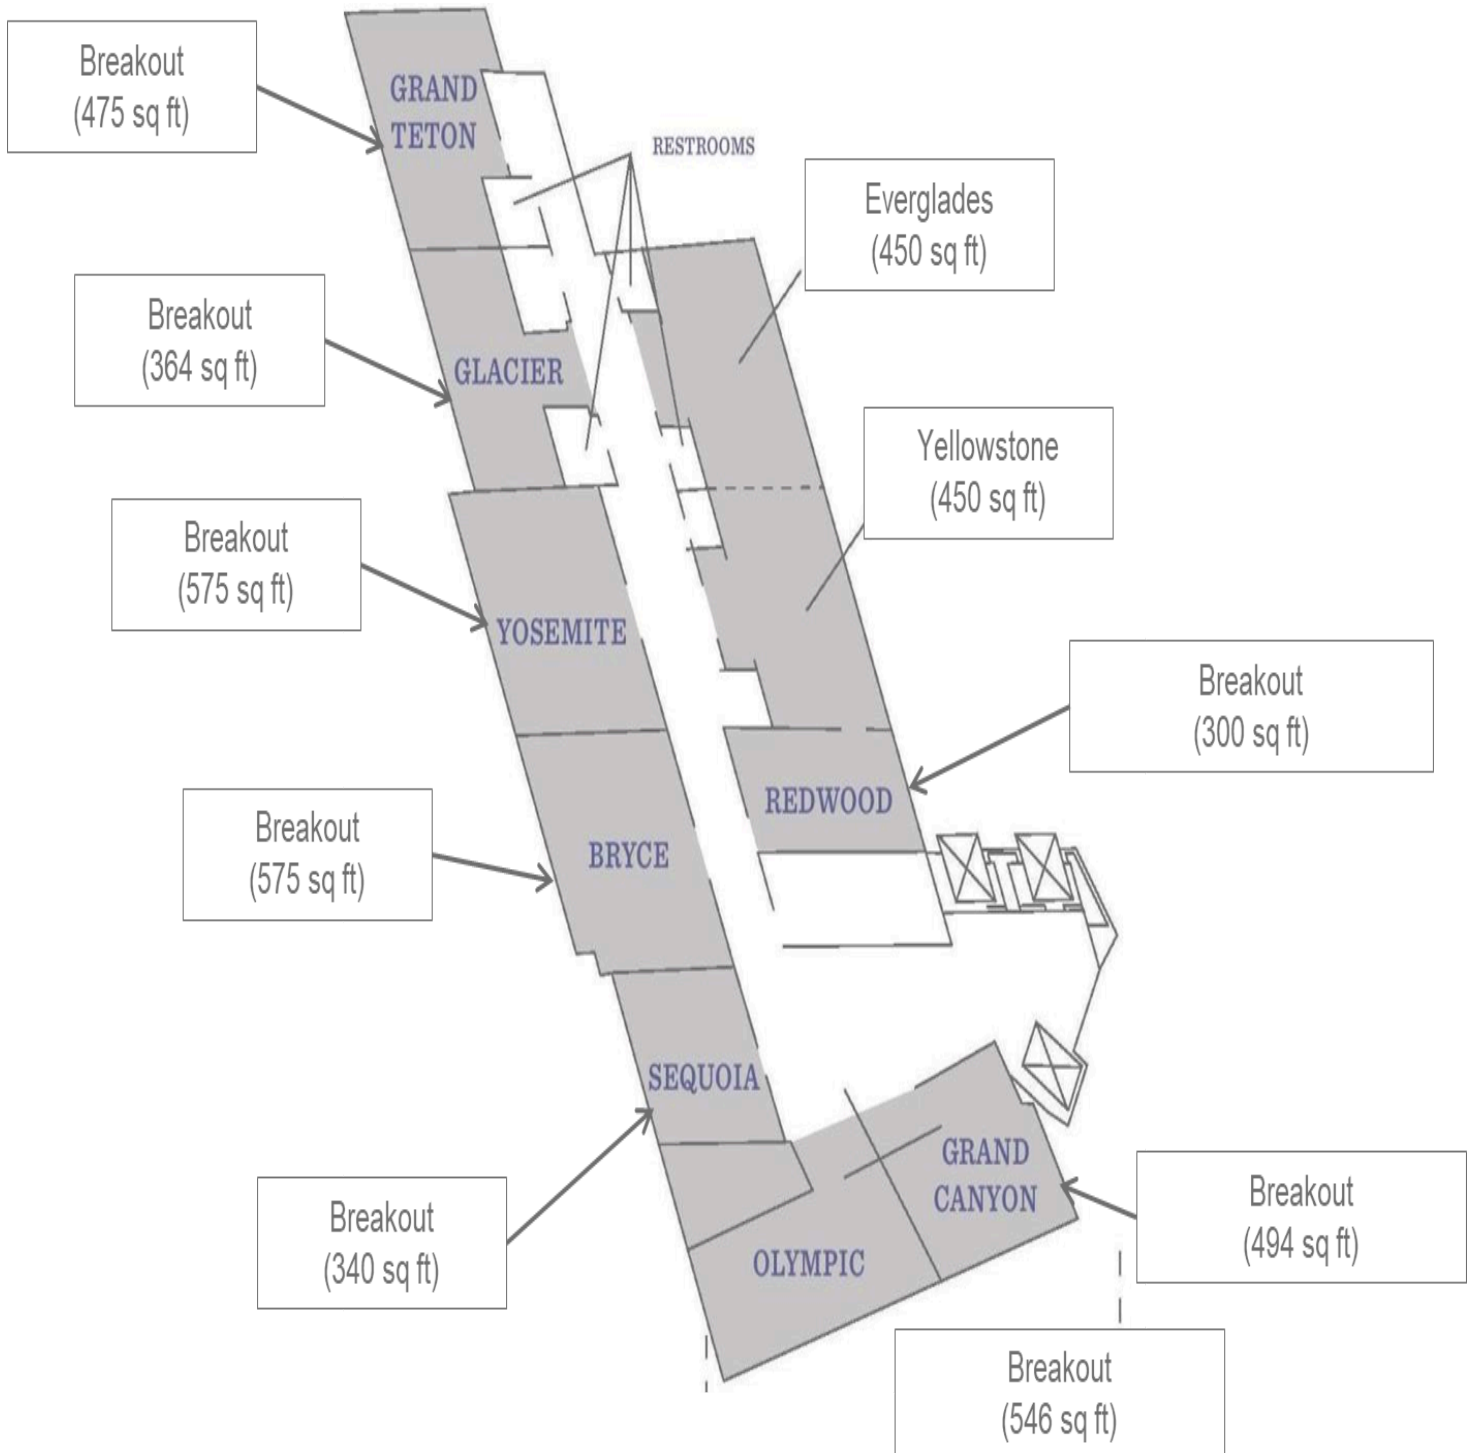 Breakout
(475 sq ft)
GRAND
TETON
RESTROOMS
Everglades
(450 sq ft)
Breakout
(364 sq ft)
GLACIER
Yellowstone
(450 sq ft)
Breakout
(575 sq ft)
YOSEMITE
Breakout
(300 sq ft)
REDWOOD
Breakout
(575 sq ft)
BRYCE
SEQUOIA
Breakout
(340 sq ft)
GRAND
CANYON
Breakout
(494 sq ft)
OLYMPIC
Breakout
(546 sq ft)